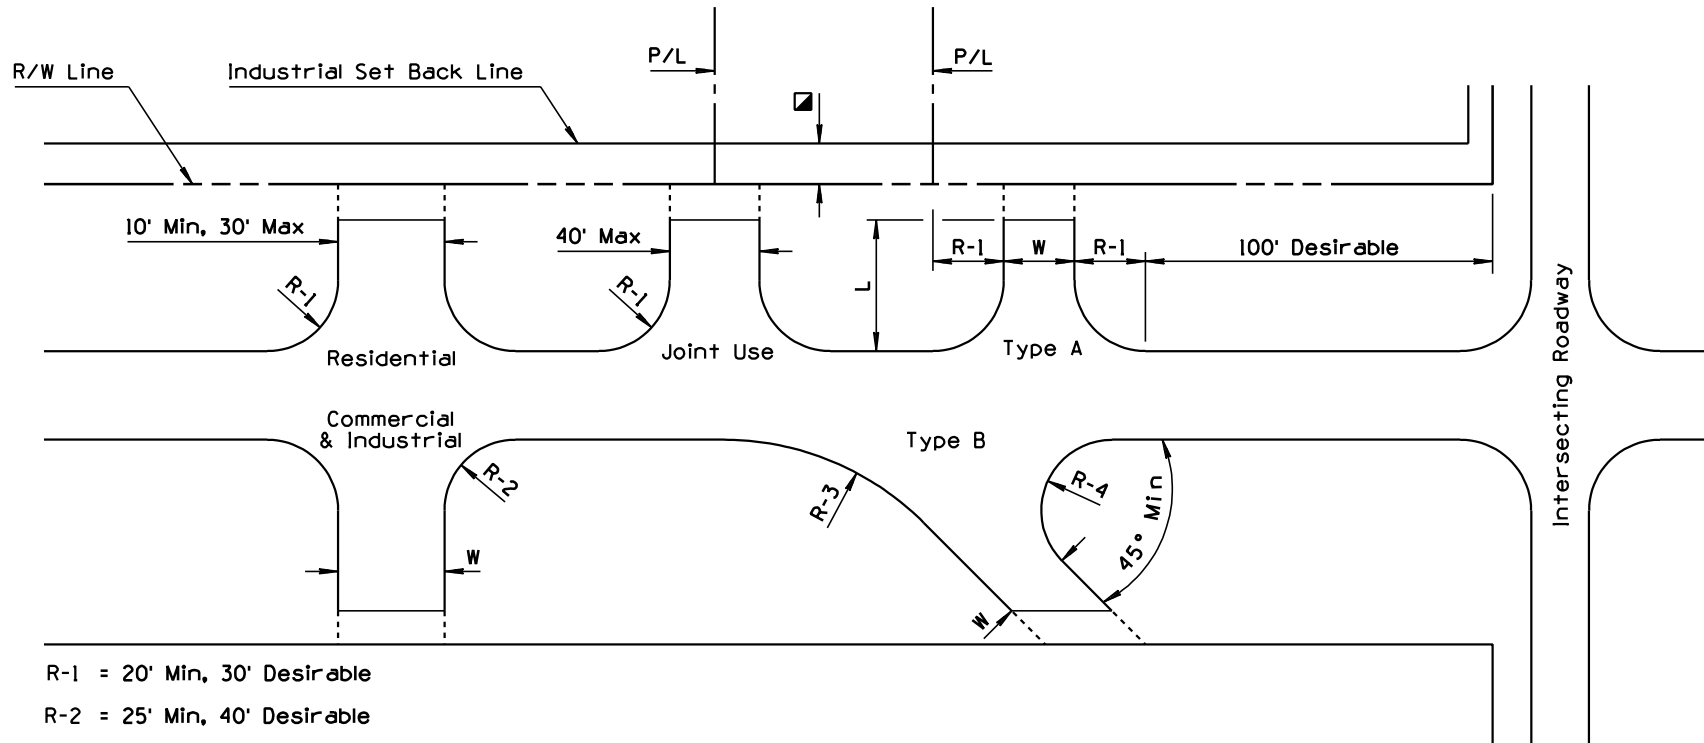 P/L
P/L
R/W Line
Industrial Set Back Line
10' Min, 30' Max
40' Max
R-1
W
R-1
100' Desirable
L
R-1
R-1
Residential
Joint Use
Type A
Commercial
& Industrial
Type B
Intersecting Roadway
R-2
R-3
R-4
45° Min
W
W
R-1 = 20' Min, 30' Desirable
R-2 = 25' Min, 40' Desirable